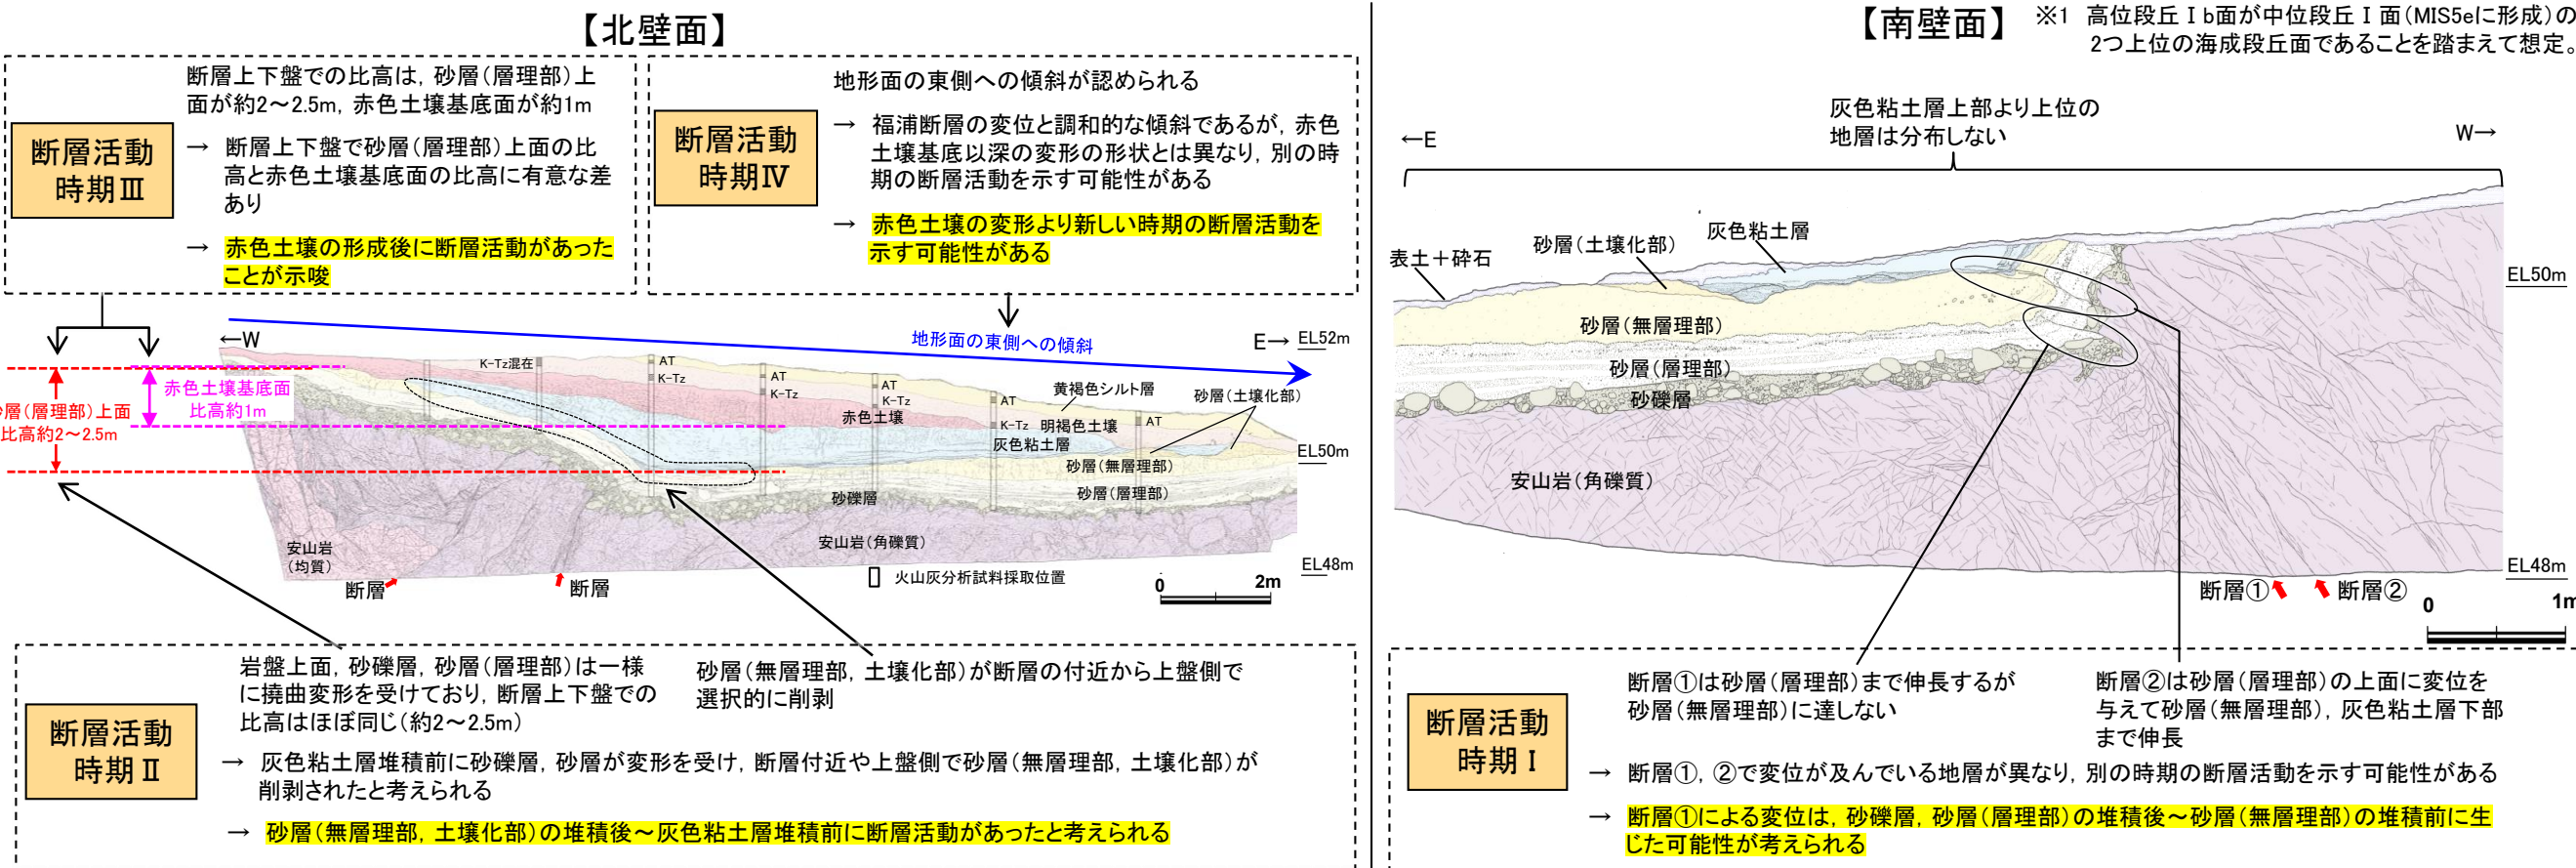 【北壁面】
断層活動
時期Ⅲ
断層上下盤での比高は，砂層（層理部）上
面が約2～2.5m，赤色土壌基底面が約1m
→ 断層上下盤で砂層（層理部）上面の比
高と赤色土壌基底面の比高に有意な差
あり
→ 赤色土壌の形成後に断層活動があった
ことが示唆
断層活動
時期Ⅳ
地形面の東側への傾斜が認められる
→ 福浦断層の変位と調和的な傾斜であるが，赤色
土壌基底以深の変形の形状とは異なり，別の時
期の断層活動を示す可能性がある
→ 赤色土壌の変形より新しい時期の断層活動を
示す可能性がある
←W
地形面の東側への傾斜
E→ EL52m
K-Tz混在
AT
K-Tz
AT
K-Tz
AT
K-Tz
AT
K-Tz
AT
赤色土壌基底面
比高約1m
層（層理部）上面
比高約2～2.5m
黄褐色シルト層
砂層（土壌化部）
赤色土壌
明褐色土壌
灰色粘土層
EL50m
砂層（無層理部）
砂層（層理部）
砂礫層
安山岩
（均質）
安山岩（角礫質）
断層
断層
火山灰分析試料採取位置
EL48m
0 2m
断層活動
時期Ⅱ
岩盤上面，砂礫層，砂層（層理部）は一様
に撓曲変形を受けており，断層上下盤での
比高はほぼ同じ（約2～2.5m）
砂層（無層理部，土壌化部）が断層の付近から上盤側で
選択的に削剥
→ 灰色粘土層堆積前に砂礫層，砂層が変形を受け，断層付近や上盤側で砂層（無層理部，土壌化部）が
削剥されたと考えられる
→ 砂層（無層理部，土壌化部）の堆積後～灰色粘土層堆積前に断層活動があったと考えられる
【南壁面】
※1 高位段丘Ⅰb面が中位段丘Ⅰ面（MIS5eに形成）の
2つ上位の海成段丘面であることを踏まえて想定。
灰色粘土層上部より上位の
地層は分布しない
←E
W→
表土＋砕石
砂層（土壌化部）
灰色粘土層
EL50m
砂層（無層理部）
砂層（層理部）
砂礫層
安山岩（角礫質）
EL48m
断層①
断層②
0 1m
断層活動
時期Ⅰ
断層①は砂層（層理部）まで伸長するが
砂層（無層理部）に達しない
断層②は砂層（層理部）の上面に変位を
与えて砂層（無層理部），灰色粘土層下部
まで伸長
→ 断層①，②で変位が及んでいる地層が異なり，別の時期の断層活動を示す可能性がある
→ 断層①による変位は，砂礫層，砂層（層理部）の堆積後～砂層（無層理部）の堆積前に生
じた可能性が考えられる